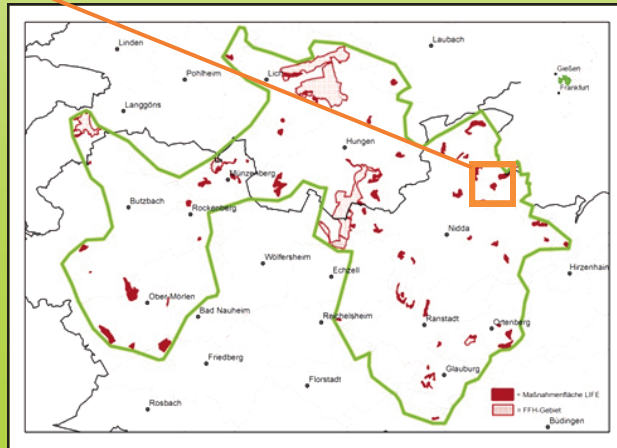 Linden
Laubach
Pohlheim
Lich
Gießen
Frankfurt
Langgöns
Hungen
Münzenberg
Butzbach
Rockenberg
Nidda
Wölfersheim
Echzell
Hirzenhain
Ober Mörlen
Bad Nauheim
Reichelsheim
Ranstadt
Ortenberg
Friedberg
Glauburg
Florstadt
Rosbach
= Maßnahmenfläche LIFE
= FFH-Gebiet
Büdingen